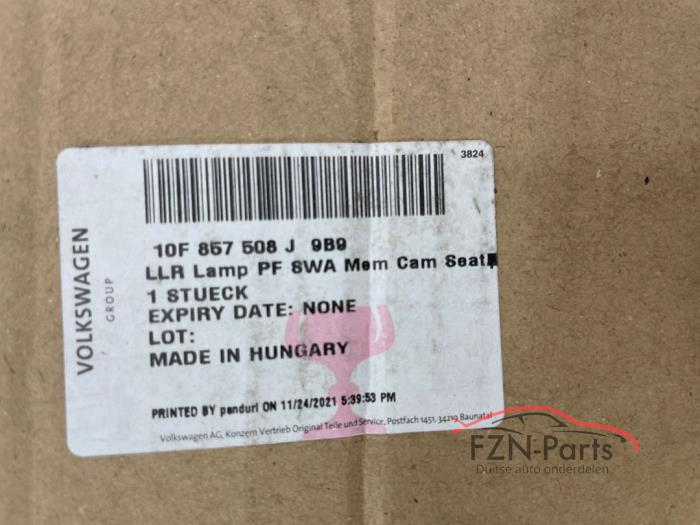 3824
VOLKSWAGEN
GROUP
10F 857 508 J 9B9
LLR Lamp PF 8WA Mem Cam Seat
1 STUECK
EXPIRY DATE: NONE
LOT:
MADE IN HUNGARY
PRINTED BY pandurl ON 11/24/2021 5:39:53 PM
Volkswagen AG, Konzern Vertrieb Original Teile und Service, Postfach 1451, 34219 Baunatal
FZN-Parts
Duitse auto onderdelen